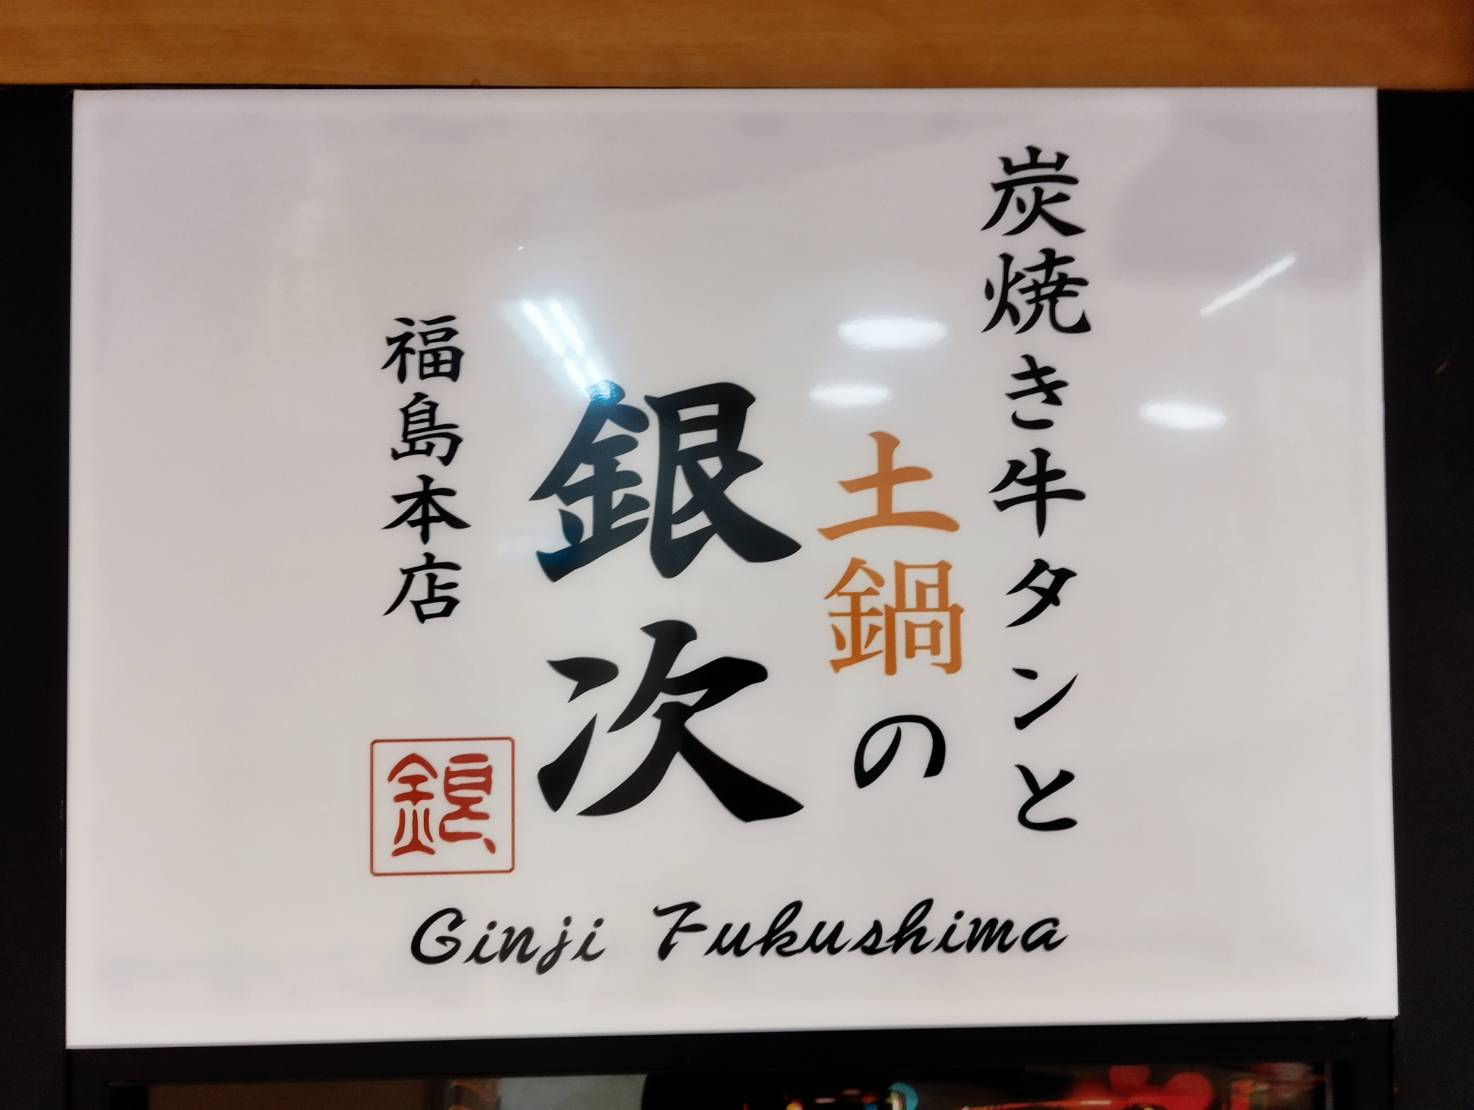 炭焼き牛タンと
土鍋の
銀次
福島本店
銀
Ginji Fukushima